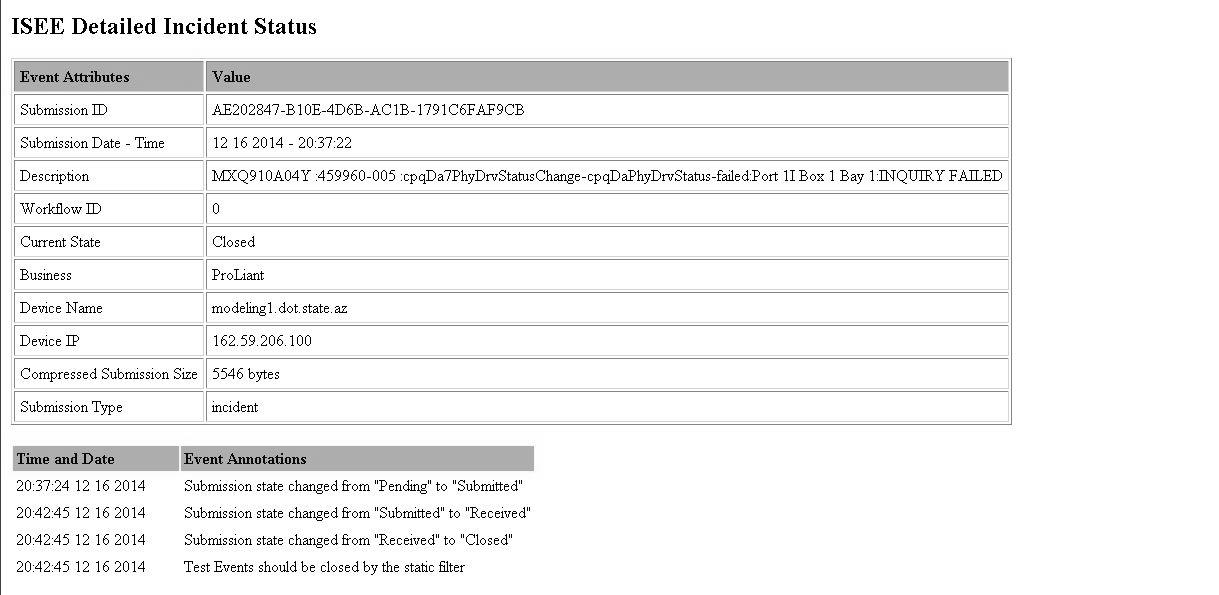 ISEE Detailed Incident Status
Event Attributes Value
Submission ID AE202847-B10E-4D6B-AC1B-1791C6FAF9CB
Submission Date - Time 12 16 2014 - 20:37:22
Description MXQ910A04Y :459960-005 :cpqDa7PhyDrvStatusChange-cpqDaPhyDrvStatus-failed:Port 1I Box 1 Bay 1:INQUIRY FAILED
Workflow ID 0
Current State Closed
Business ProLiant
Device Name modeling1.dot.state.az
Device IP 162.59.206.100
Compressed Submission Size 5546 bytes
Submission Type incident
Time and Date Event Annotations
20:37:24 12 16 2014 Submission state changed from "Pending" to "Submitted"
20:42:45 12 16 2014 Submission state changed from "Submitted" to "Received"
20:42:45 12 16 2014 Submission state changed from "Received" to "Closed"
20:42:45 12 16 2014 Test Events should be closed by the static filter